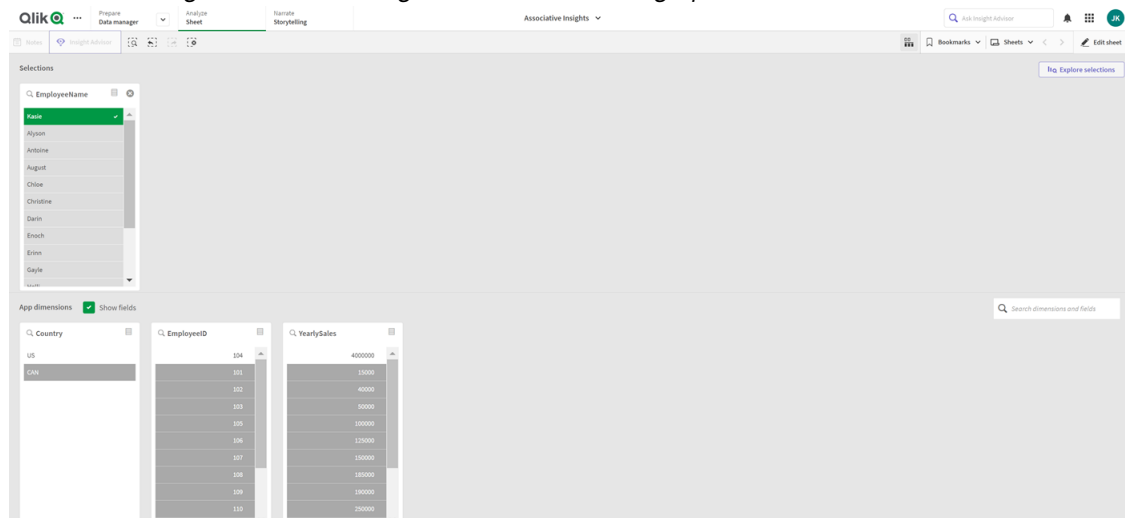 Qlik Q
Prepare
Data manager
Analyze
Sheet
Narrate
Storytelling
Associative Insights
Ask Insight Advisor
JK
Notes
Insight Advisor
Bookmarks
Sheets
Edit sheet
Selections
Explore selections
EmployeeName
Kasie
Alyson
Antoine
August
Chloe
Christine
Darin
Enoch
Erinn
Gayle
App dimensions
Show fields
Search dimensions and fields
Country
EmployeeID
YearlySales
US
104
4000000
CAN
101
15000
102
40000
103
50000
105
100000
106
125000
107
150000
108
185000
109
190000
110
250000